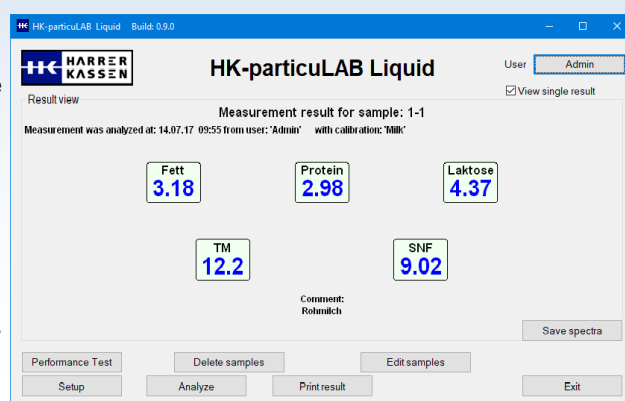 HK HK-particuLAB Liquid Build: 0.9.0
HK HARRER KASSEN
HK-particuLAB Liquid
User Admin
View single result
Result view
Measurement result for sample: 1-1
Measurement was analyzed at: 14.07.17 09:55 from user: 'Admin' with calibration: 'Milk'
Fett Protein Laktose
3.18 2.98 4.37
TM SNF
12.2 9.02
Comment:
Rohmilch
Save spectra
Performance Test Delete samples Edit samples
Setup Analyze Print result Exit